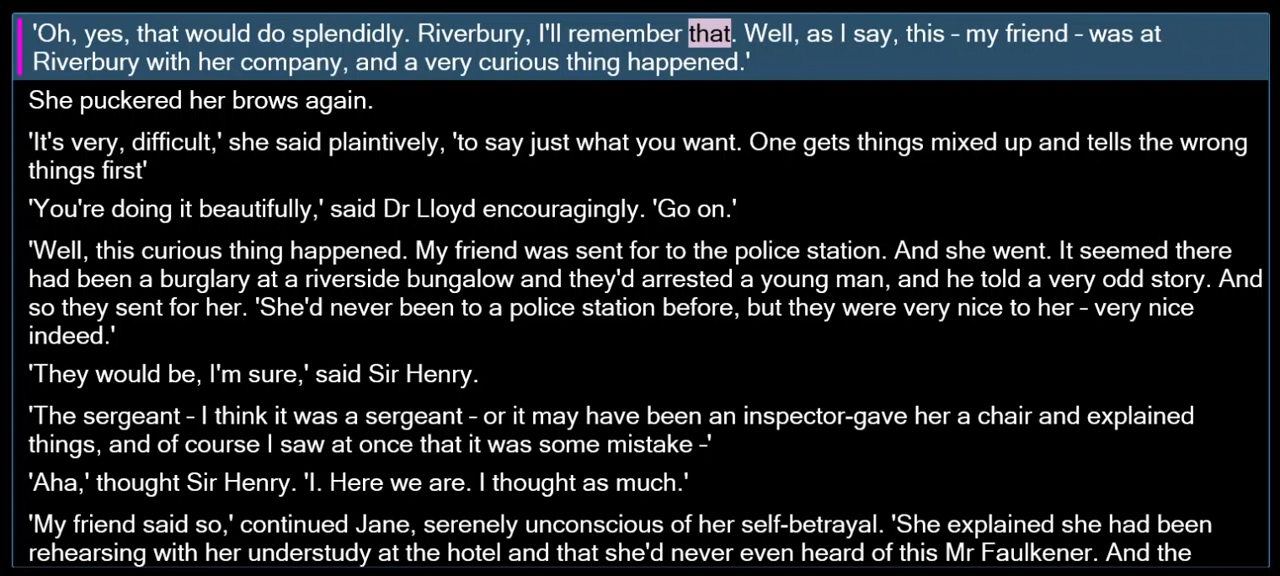 'Oh, yes, that would do splendidly. Riverbury, I'll remember that. Well, as I say, this – my friend – was at
Riverbury with her company, and a very curious thing happened.'
She puckered her brows again.
'It's very, difficult,' she said plaintively, 'to say just what you want. One gets things mixed up and tells the wrong
things first'
'You're doing it beautifully,' said Dr Lloyd encouragingly. 'Go on.'
'Well, this curious thing happened. My friend was sent for to the police station. And she went. It seemed there
had been a burglary at a riverside bungalow and they'd arrested a young man, and he told a very odd story. And
so they sent for her. 'She'd never been to a police station before, but they were very nice to her – very nice
indeed.'
'They would be, I'm sure,' said Sir Henry.
'The sergeant – I think it was a sergeant – or it may have been an inspector-gave her a chair and explained
things, and of course I saw at once that it was some mistake –'
'Aha,' thought Sir Henry. 'I. Here we are. I thought as much.'
'My friend said so,' continued Jane, serenely unconscious of her self-betrayal. 'She explained she had been
rehearsing with her understudy at the hotel and that she'd never even heard of this Mr Faulkener. And the